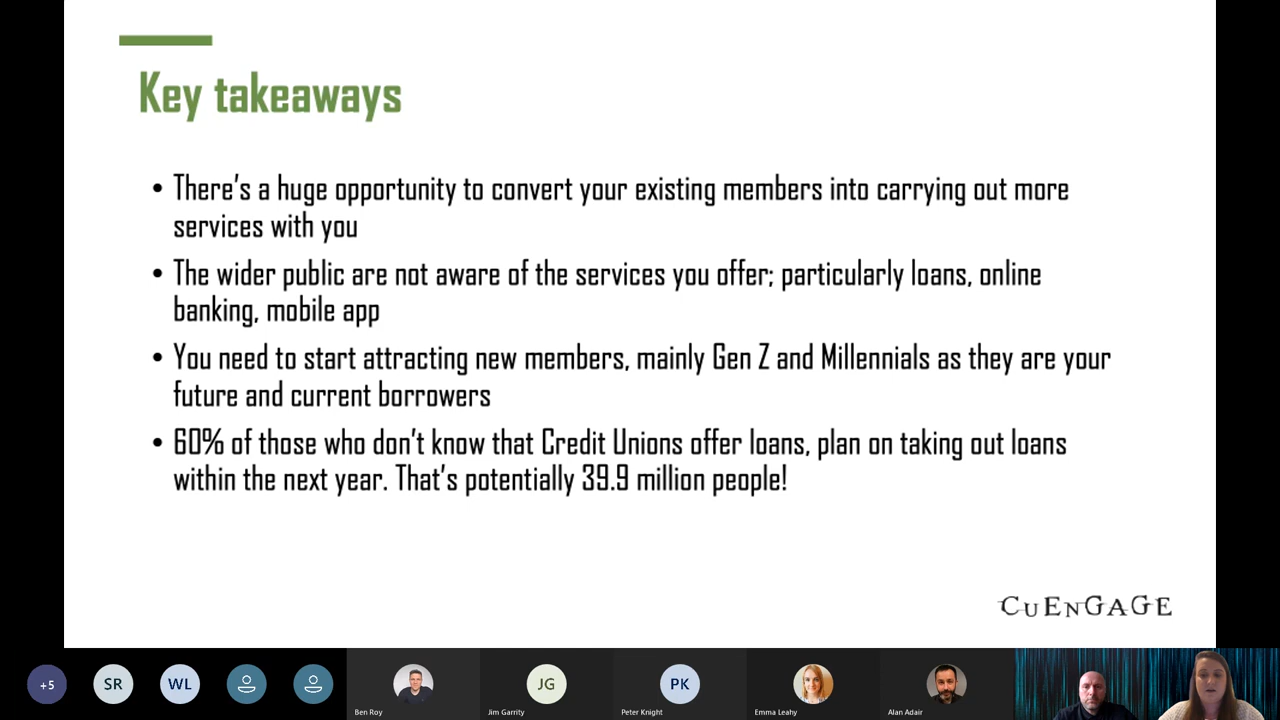 Key takeaways
• There's a huge opportunity to convert your existing members into carrying out more
services with you
• The wider public are not aware of the services you offer; particularly loans, online
banking, mobile app
• You need to start attracting new members, mainly Gen Z and Millennials as they are your
future and current borrowers
• 60% of those who don't know that Credit Unions offer loans, plan on taking out loans
within the next year. That's potentially 39.9 million people!
CUENGAGE
+5
SR
WL
JG
PK
Ben Roy
Jim Garrity
Peter Knight
Emma Leahy
Alan Adair